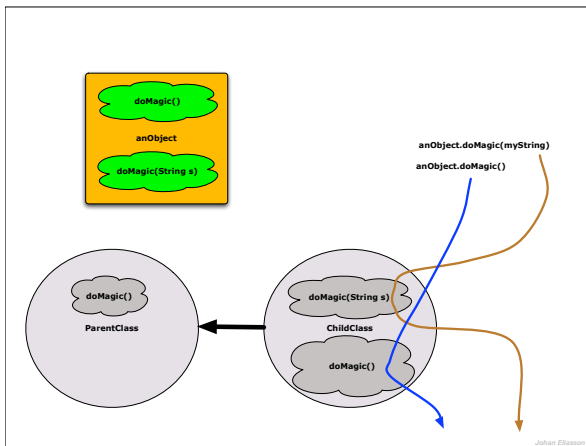 doMagic()
anObject
doMagic(String s)
anObject.doMagic(myString)
anObject.doMagic()
doMagic()
ParentClass
doMagic(String s)
ChildClass
doMagic()
Johan Eliasson